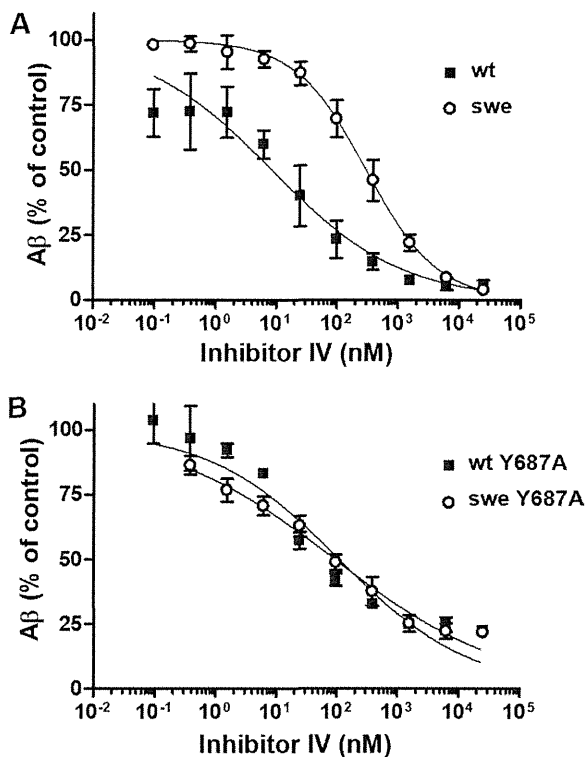 A
100
75
50
25
0
Aβ (% of control)
wt
swe
10-2 10-1 100 101 102 103 104 105
Inhibitor IV (nM)
B
100
75
50
25
0
Aβ (% of control)
wt Y687A
swe Y687A
10-2 10-1 100 101 102 103 104 105
Inhibitor IV (nM)